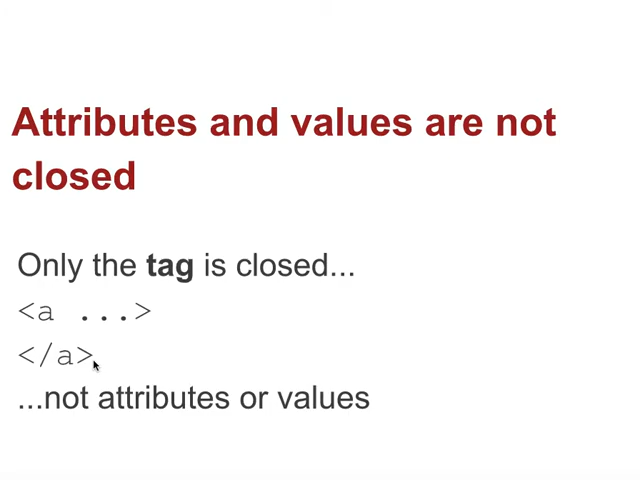 Attributes and values are not
closed
Only the tag is closed...
<a ...>
</a>
...not attributes or values